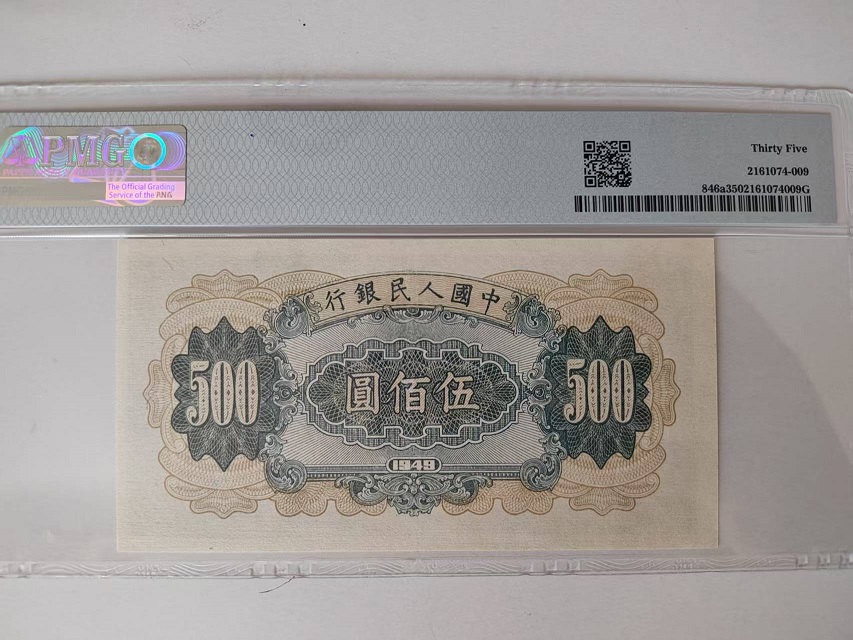 PMG
The Official Grading
Service of the ANG
Thirty Five
2161074-009
846a3502161074009G
行銀民人國中
500
圓佰伍
500
1949